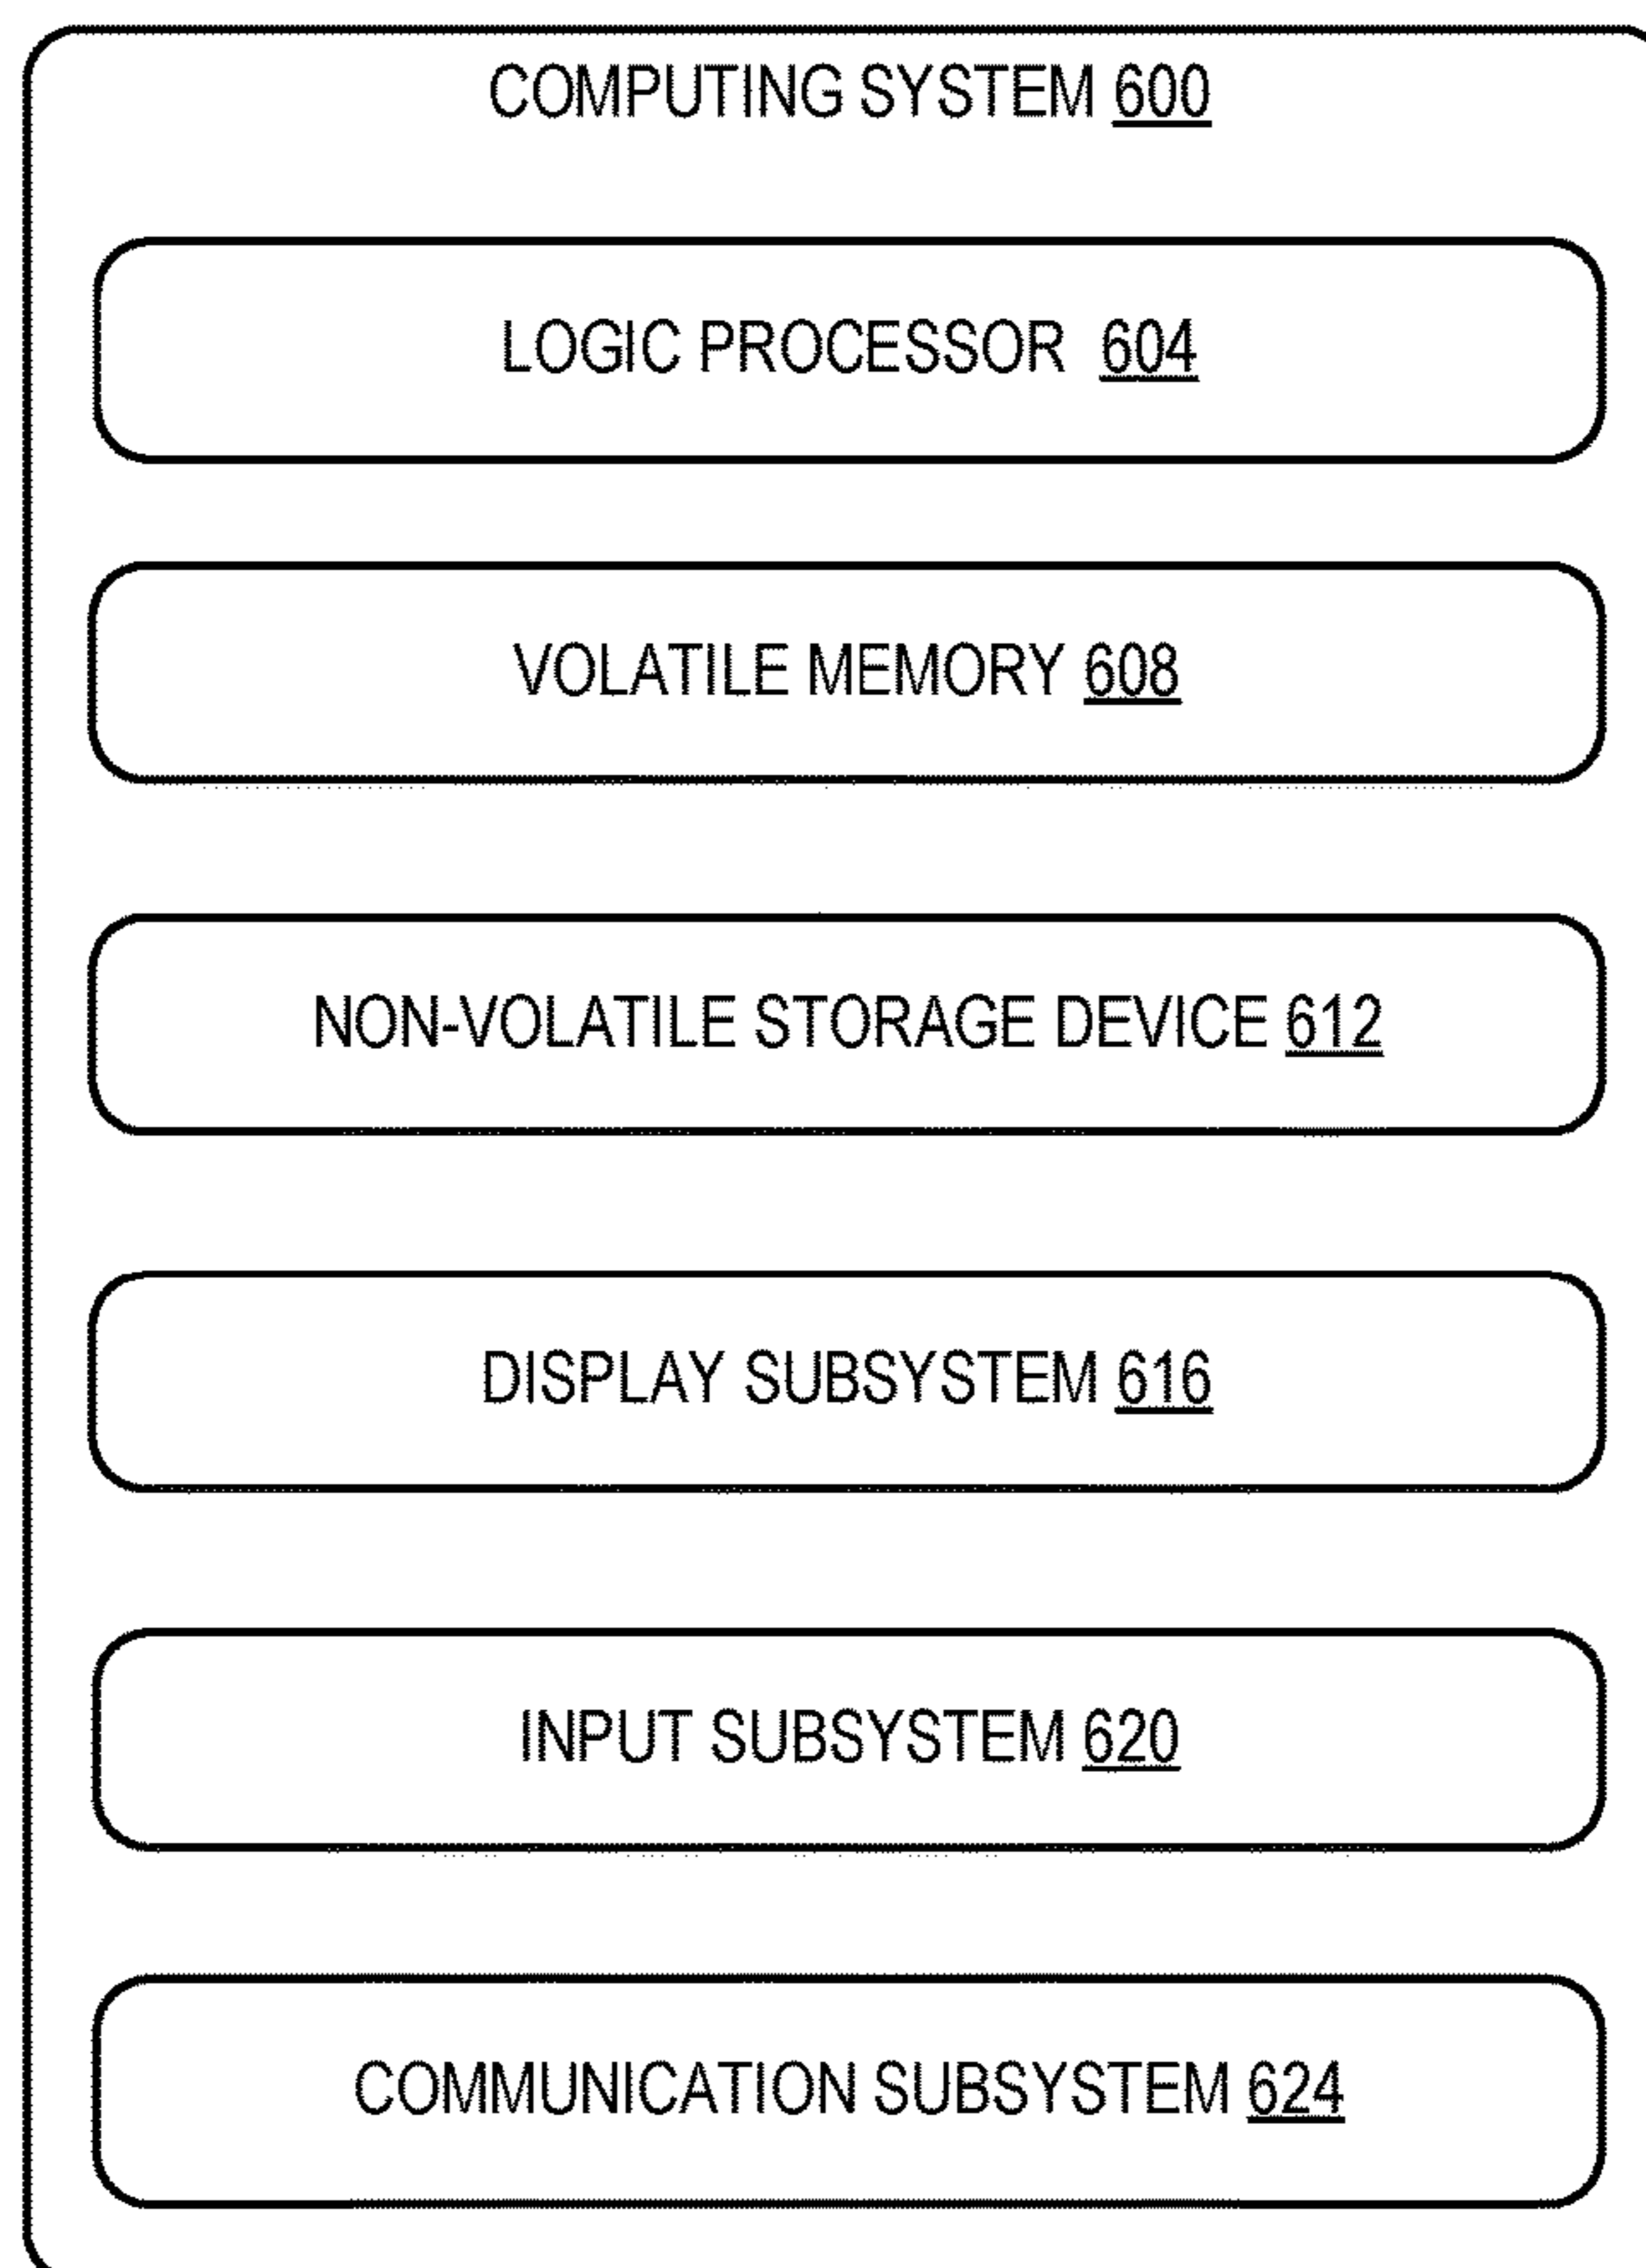 COMPUTING SYSTEM 600
LOGIC PROCESSOR 604
VOLATILE MEMORY 608
NON-VOLATILE STORAGE DEVICE 612
DISPLAY SUBSYSTEM 616
INPUT SUBSYSTEM 620
COMMUNICATION SUBSYSTEM 624